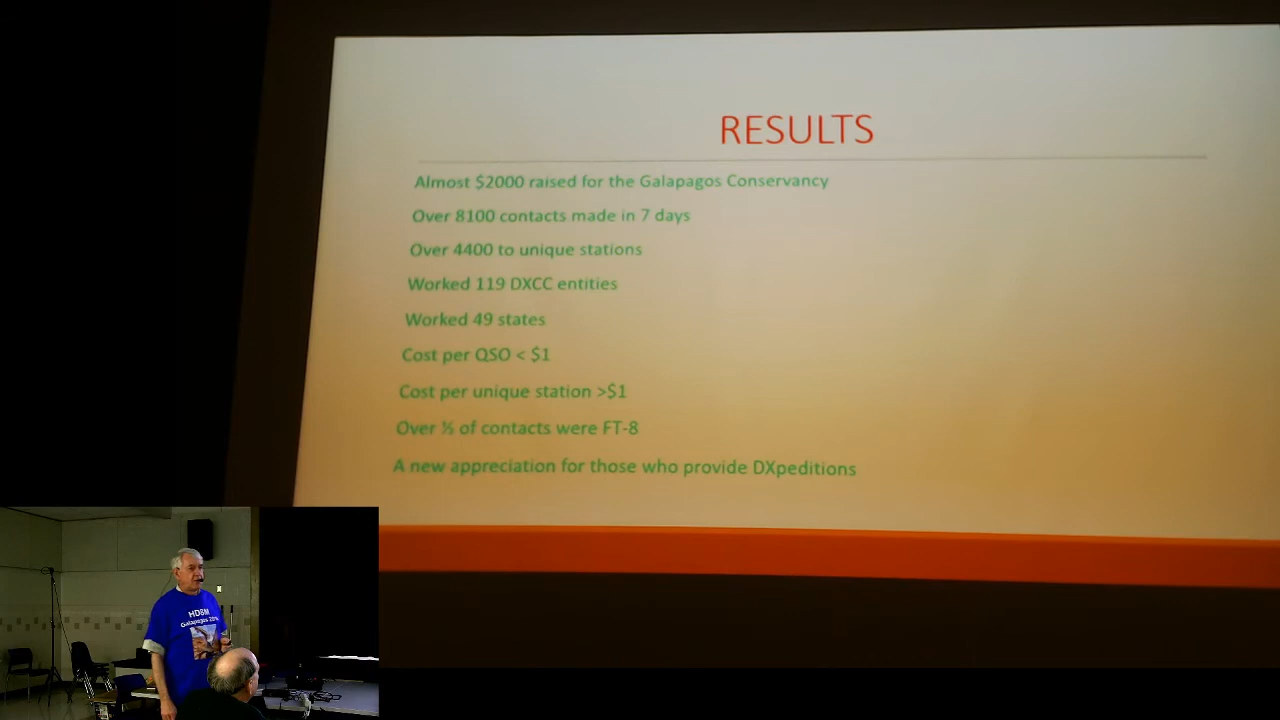 RESULTS
Almost $2000 raised for the Galapagos Conservancy
Over 8100 contacts made in 7 days
Over 4400 to unique stations
Worked 119 DXCC entities
Worked 49 states
Cost per QSO < $1
Cost per unique station >$1
Over ½ of contacts were FT-8
A new appreciation for those who provide DXpeditions
HD8M
Galapagos